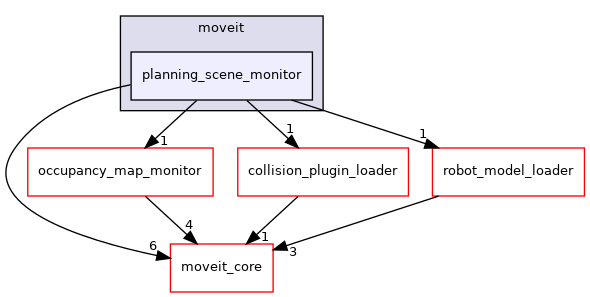 moveit
planning_scene_monitor
1
1
1
occupancy_map_monitor
collision_plugin_loader
robot_model_loader
4
6
1
3
moveit_core